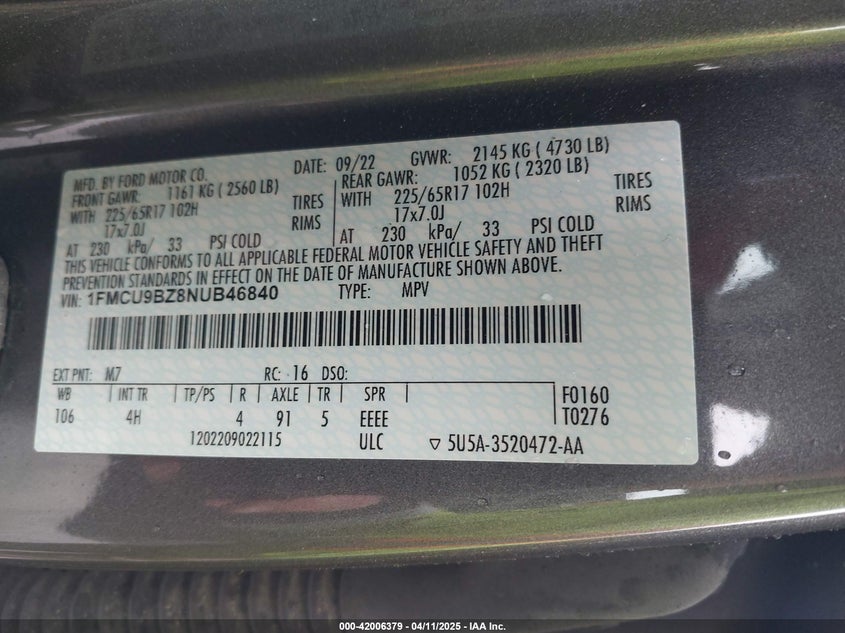 MFD. BY FORD MOTOR CO.
DATE: 09/22 GVWR: 2145 KG ( 4730 LB)
FRONT GAWR: 1161 KG ( 2560 LB)
REAR GAWR: 1052 KG ( 2320 LB)
WITH 225/65R17 102H TIRES
WITH 225/65R17 102H TIRES
17x7.0J RIMS
17x7.0J RIMS
AT 230 kPa/ 33 PSI COLD
AT 230 kPa/ 33 PSI COLD
THIS VEHICLE CONFORMS TO ALL APPLICABLE FEDERAL MOTOR VEHICLE SAFETY AND THEFT
PREVENTION STANDARDS IN EFFECT ON THE DATE OF MANUFACTURE SHOWN ABOVE.
VIN: 1FMCU9BZ8NUB46840 TYPE: MPV
EXT PNT: M7 RC: 16 DSO:
WB INT TR TP/PS R AXLE TR SPR F0160
106 4H 4 91 5 EEEE T0276
1202209022115 ULC ▽ 5U5A-3520472-AA
000-42006379 - 04/11/2025 - IAA Inc.